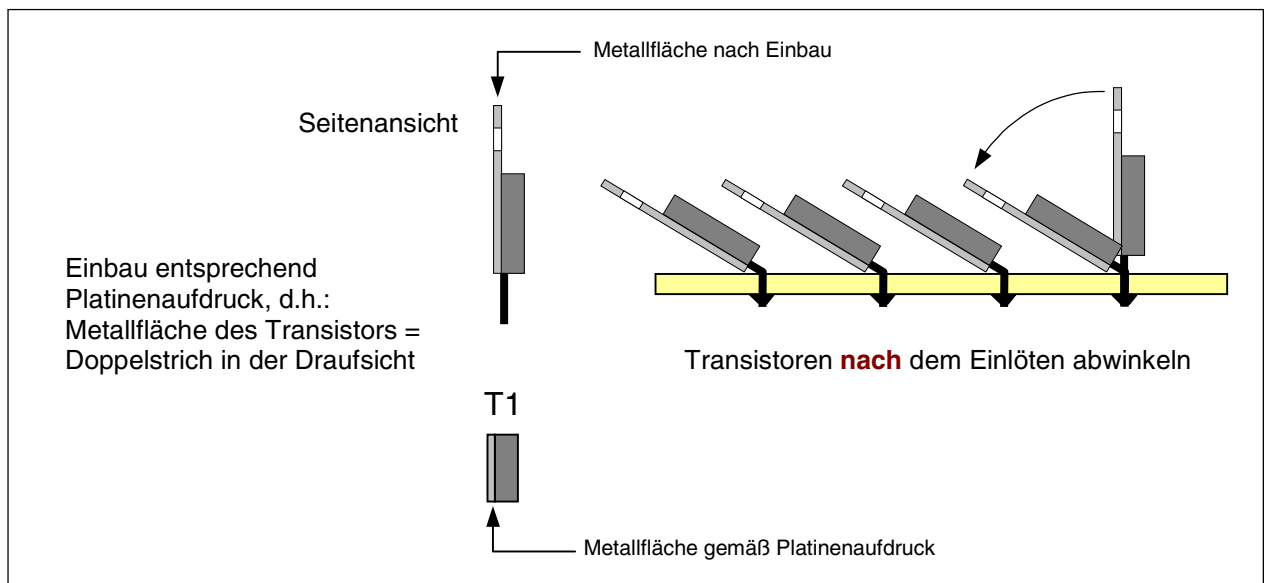 Metallfläche nach Einbau
Seitenansicht
Einbau entsprechend
Platinenaufdruck, d.h.:
Metallfläche des Transistors =
Doppelstrich in der Draufsicht
Transistoren nach dem Einlöten abwinkeln
T1
Metallfläche gemäß Platinenaufdruck